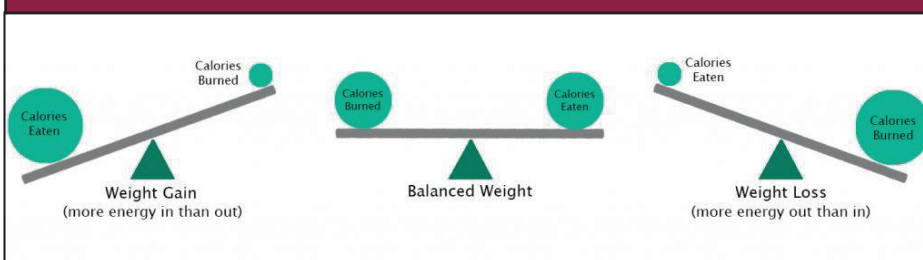 Calories
Eaten
Calories
Burned
Weight Gain
(more energy in than out)
Calories
Burned
Calories
Eaten
Balanced Weight
Calories
Eaten
Calories
Burned
Weight Loss
(more energy out than in)